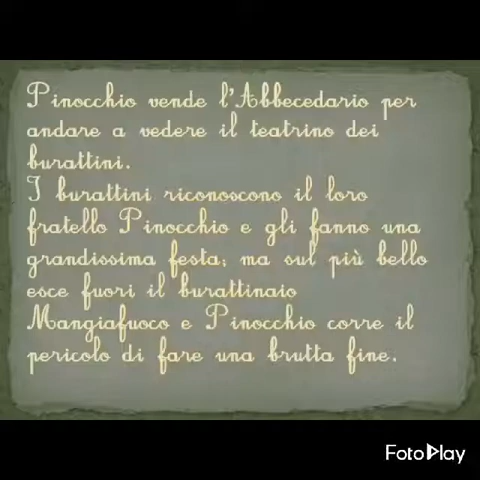 Pinocchio vende l'Abbecedario per
andare a vedere il teatrino dei
burattini.
I burattini riconoscono il loro
fratello Pinocchio e gli fanno una
grandissima festa; ma sul più bello
esce fuori il burattinaio
Mangiafuoco e Pinocchio corre il
pericolo di fare una brutta fine.
FotoPlay